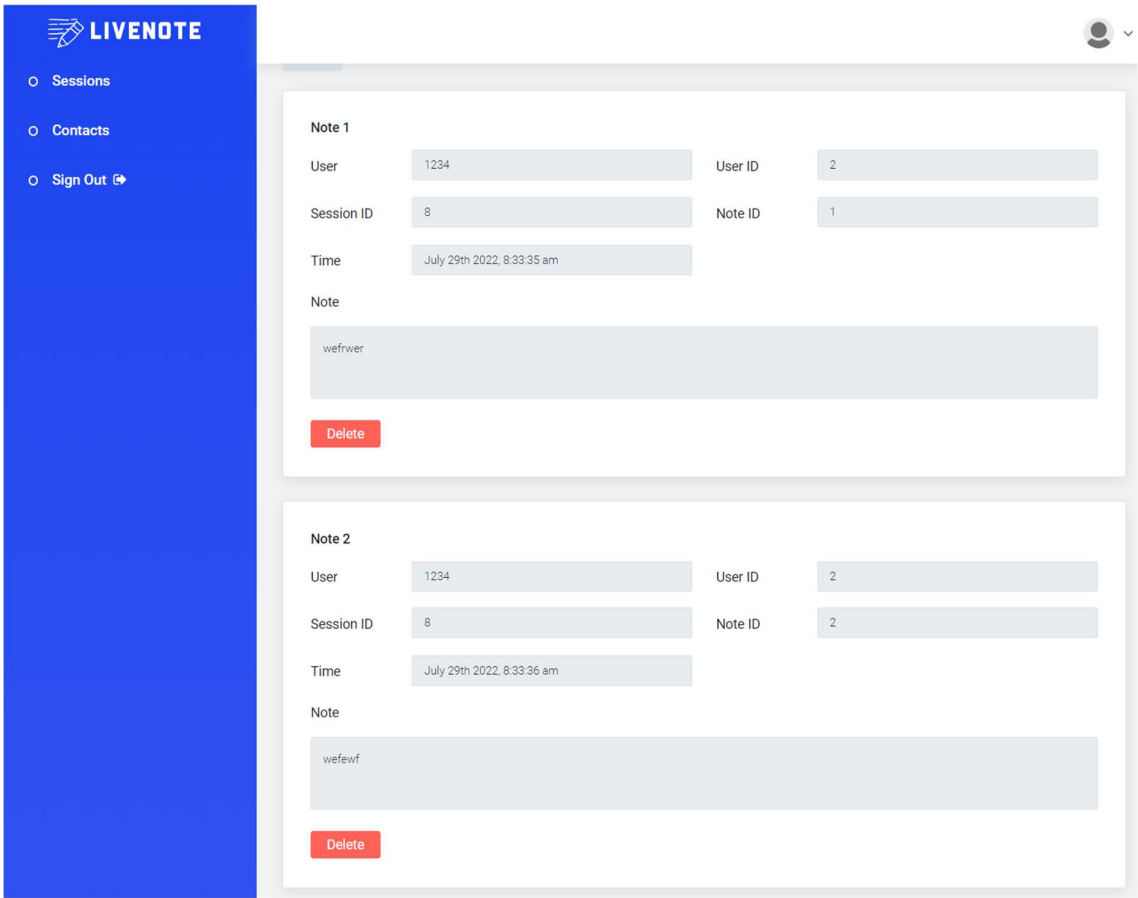 LIVENOTE
Sessions
Contacts
Sign Out
Note 1
User 1234 User ID 2
Session ID 8 Note ID 1
Time July 29th 2022, 8:33:35 am
Note
wefrwer
Delete
Note 2
User 1234 User ID 2
Session ID 8 Note ID 2
Time July 29th 2022, 8:33:36 am
Note
wefewf
Delete